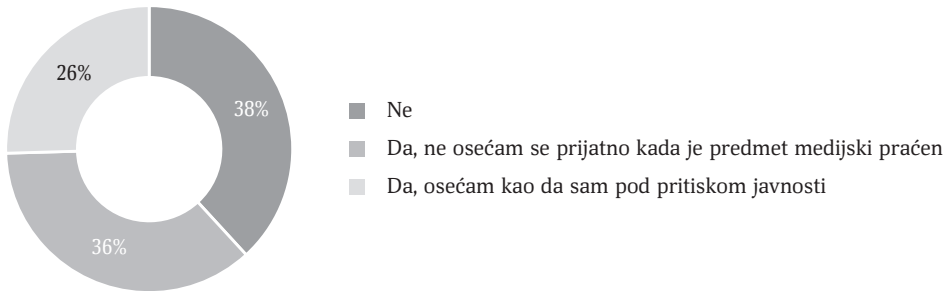 26%
38%
36%
Ne
Da, ne osećam se prijatno kada je predmet medijski praćen
Da, osećam kao da sam pod pritiskom javnosti